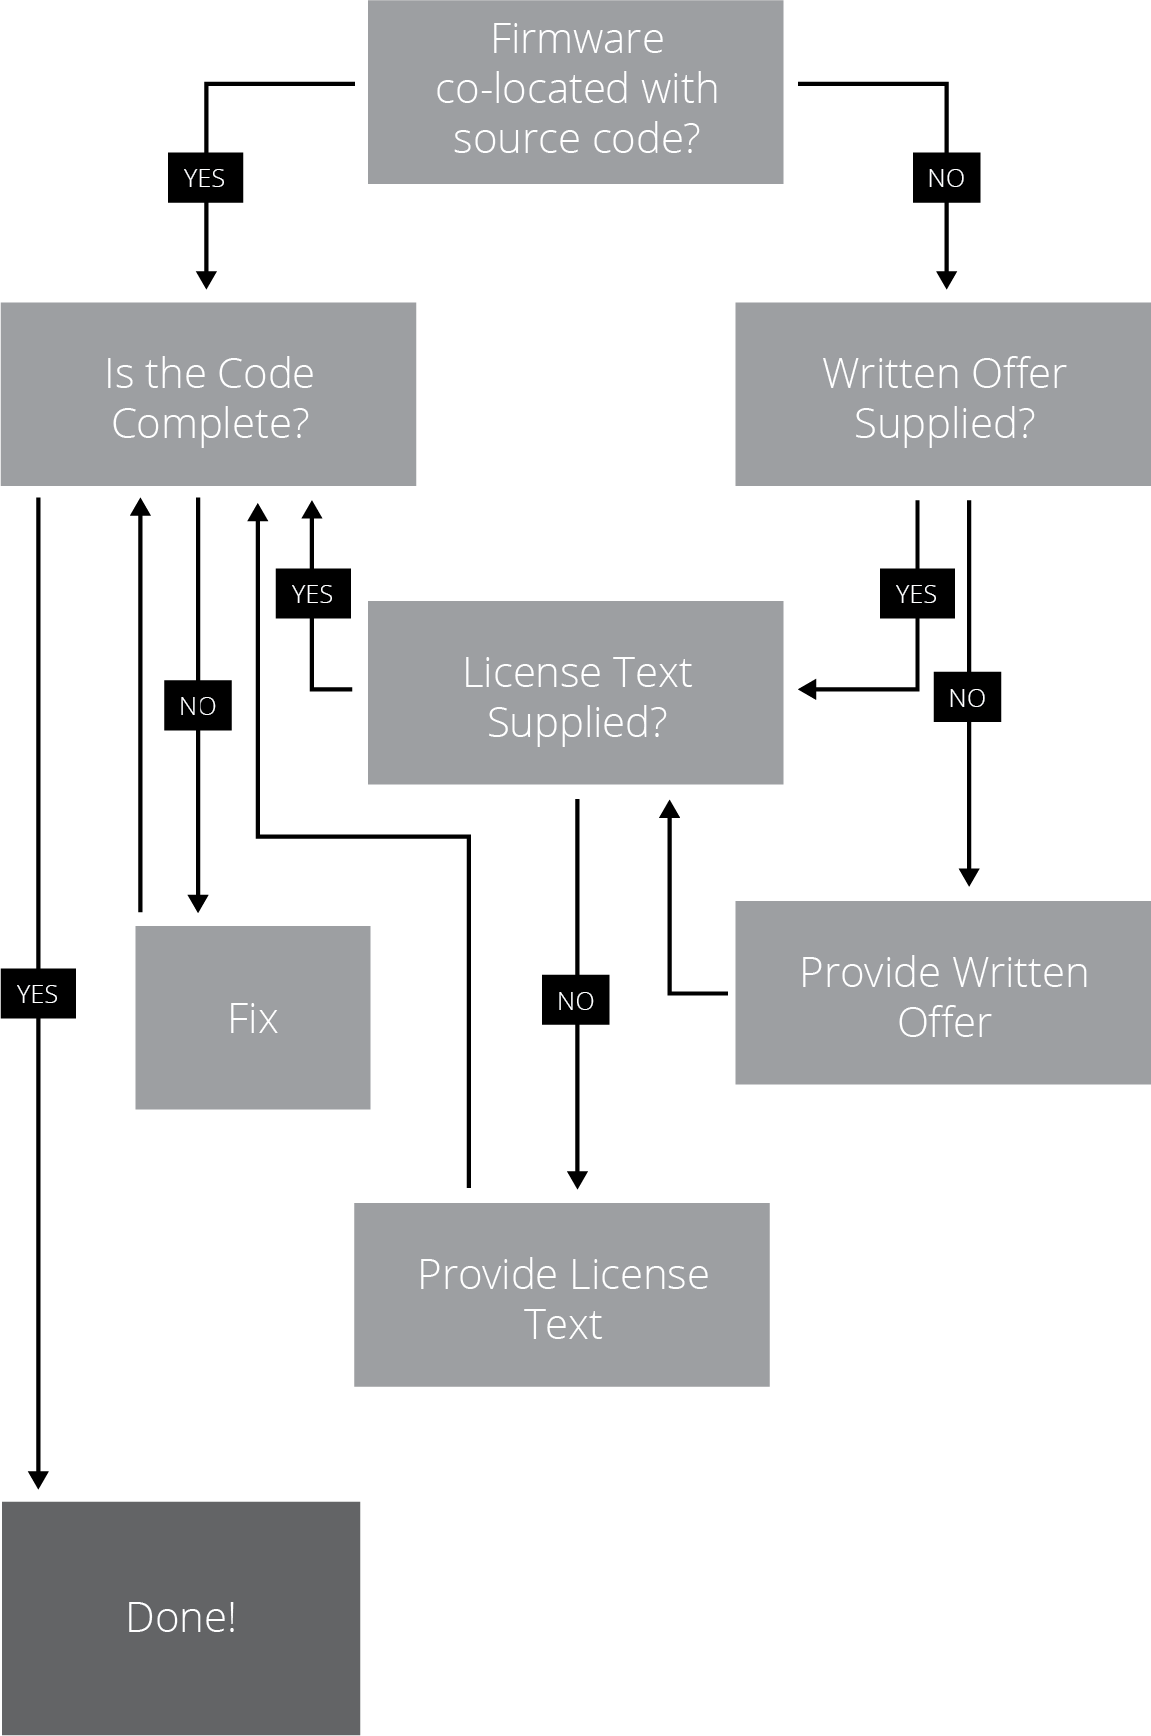 Firmware
co-located with
source code?
YES
NO
Is the Code
Complete?
Written Offer
Supplied?
YES
YES
License Text
Supplied?
NO
NO
Provide Written
Offer
YES
Fix
NO
Provide License
Text
Done!